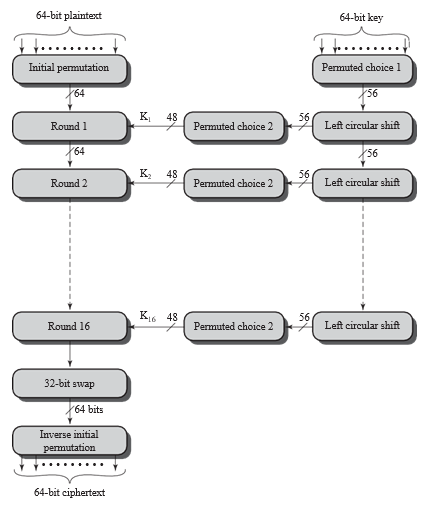 64-bit plaintext
64-bit key
Initial permutation
Permuted choice 1
64
56
Round 1
K1
48
Permuted choice 2
56
Left circular shift
64
56
Round 2
K2
48
Permuted choice 2
56
Left circular shift
Round 16
K16
48
Permuted choice 2
56
Left circular shift
32-bit swap
64 bits
Inverse initial
permutation
64-bit ciphertext